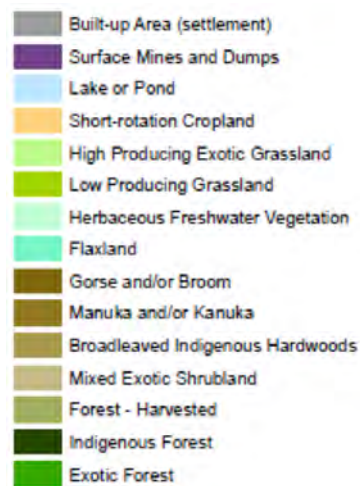 Built-up Area (settlement)
Surface Mines and Dumps
Lake or Pond
Short-rotation Cropland
High Producing Exotic Grassland
Low Producing Grassland
Herbaceous Freshwater Vegetation
Flaxland
Gorse and/or Broom
Manuka and/or Kanuka
Broadleaved Indigenous Hardwoods
Mixed Exotic Shrubland
Forest - Harvested
Indigenous Forest
Exotic Forest